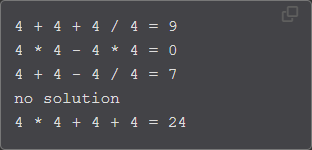 4 + 4 + 4 / 4 = 9
4 * 4 - 4 * 4 = 0
4 + 4 - 4 / 4 = 7
no solution
4 * 4 + 4 + 4 = 24